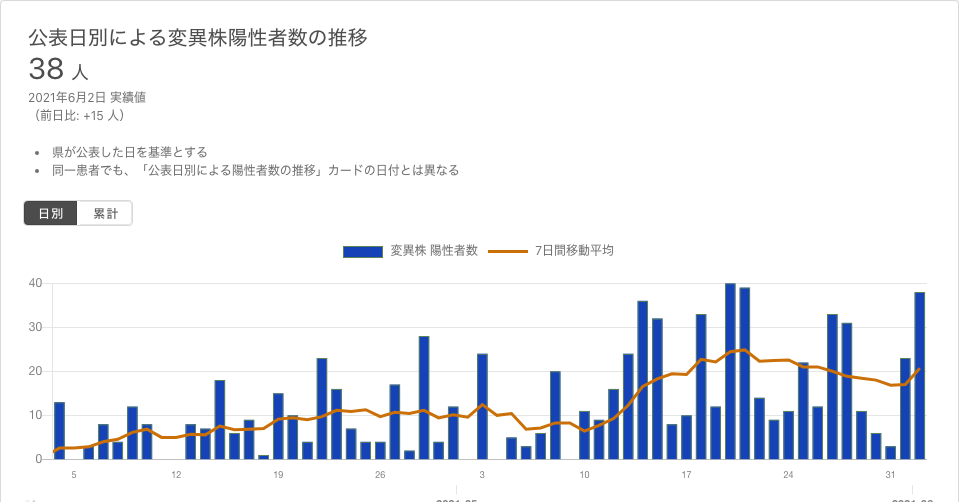 公表日別による変異株陽性者数の推移
38 人
2021年6月2日 実績値
（前日比: +15 人）
• 県が公表した日を基準とする
• 同一患者でも、「公表日別による陽性者数の推移」カードの日付とは異なる
日別 累計
変異株 陽性者数 7日間移動平均
40
30
20
10
0
5 12 19 26 3 10 17 24 31